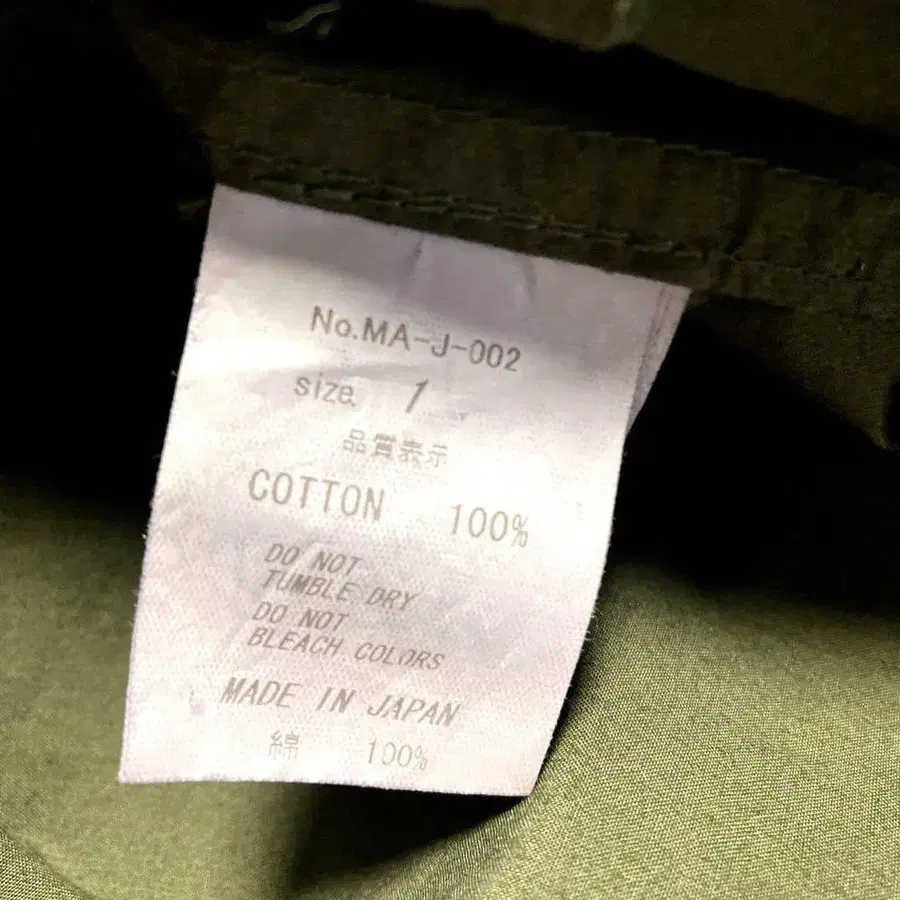 No.MA-J-002
size. 1
品質表示
COTTON 100%
DO NOT
TUMBLE DRY
DO NOT
BLEACH COLORS
MADE IN JAPAN
綿 100%